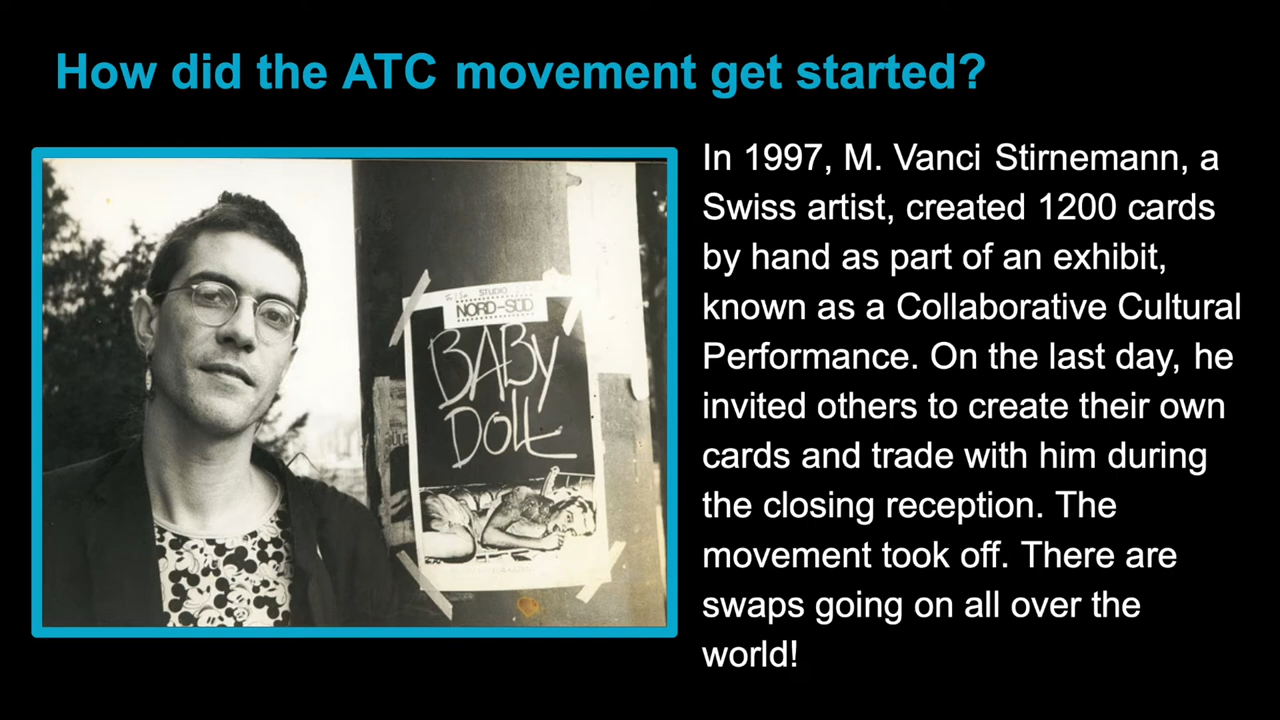 How did the ATC movement get started?
In 1997, M. Vanci Stirnemann, a
Swiss artist, created 1200 cards
by hand as part of an exhibit,
known as a Collaborative Cultural
Performance. On the last day, he
invited others to create their own
cards and trade with him during
the closing reception. The
movement took off. There are
swaps going on all over the
world!
STUDIO
NORD-SÜD
BABY
DOLL